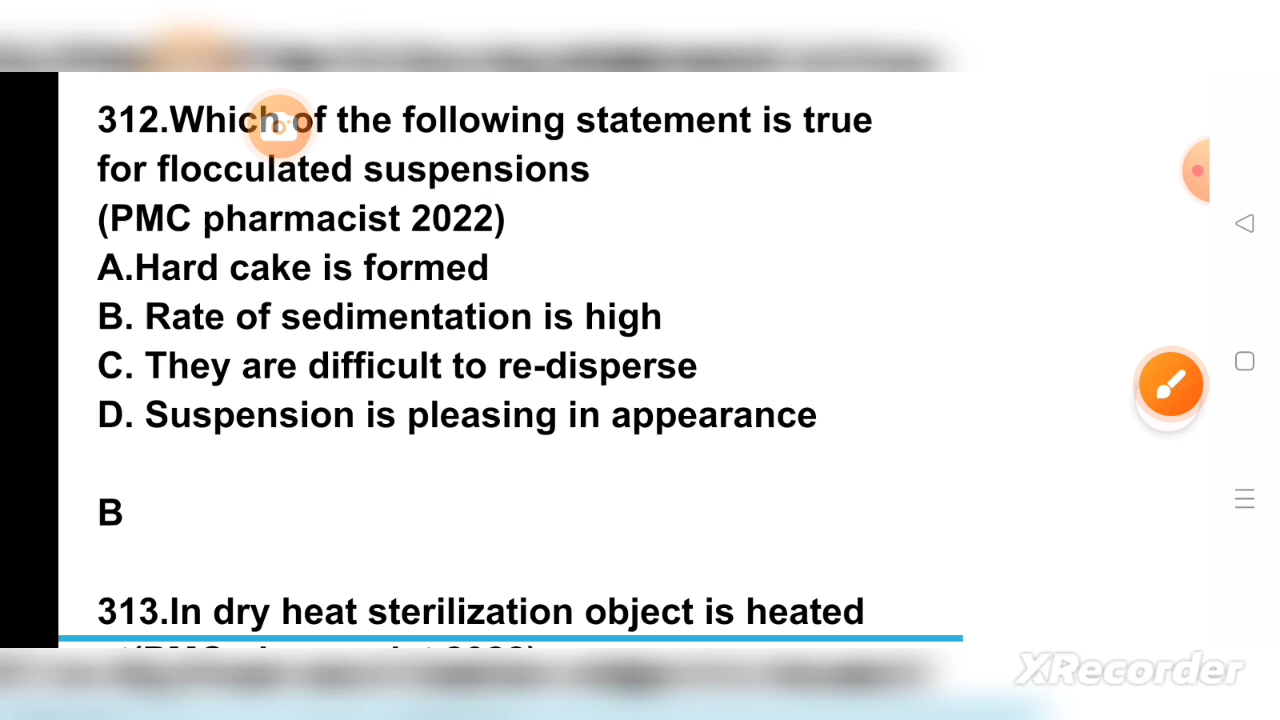 312.Which of the following statement is true
for flocculated suspensions
(PMC pharmacist 2022)
A.Hard cake is formed
B. Rate of sedimentation is high
C. They are difficult to re-disperse
D. Suspension is pleasing in appearance
B
313.In dry heat sterilization object is heated
XRecorder